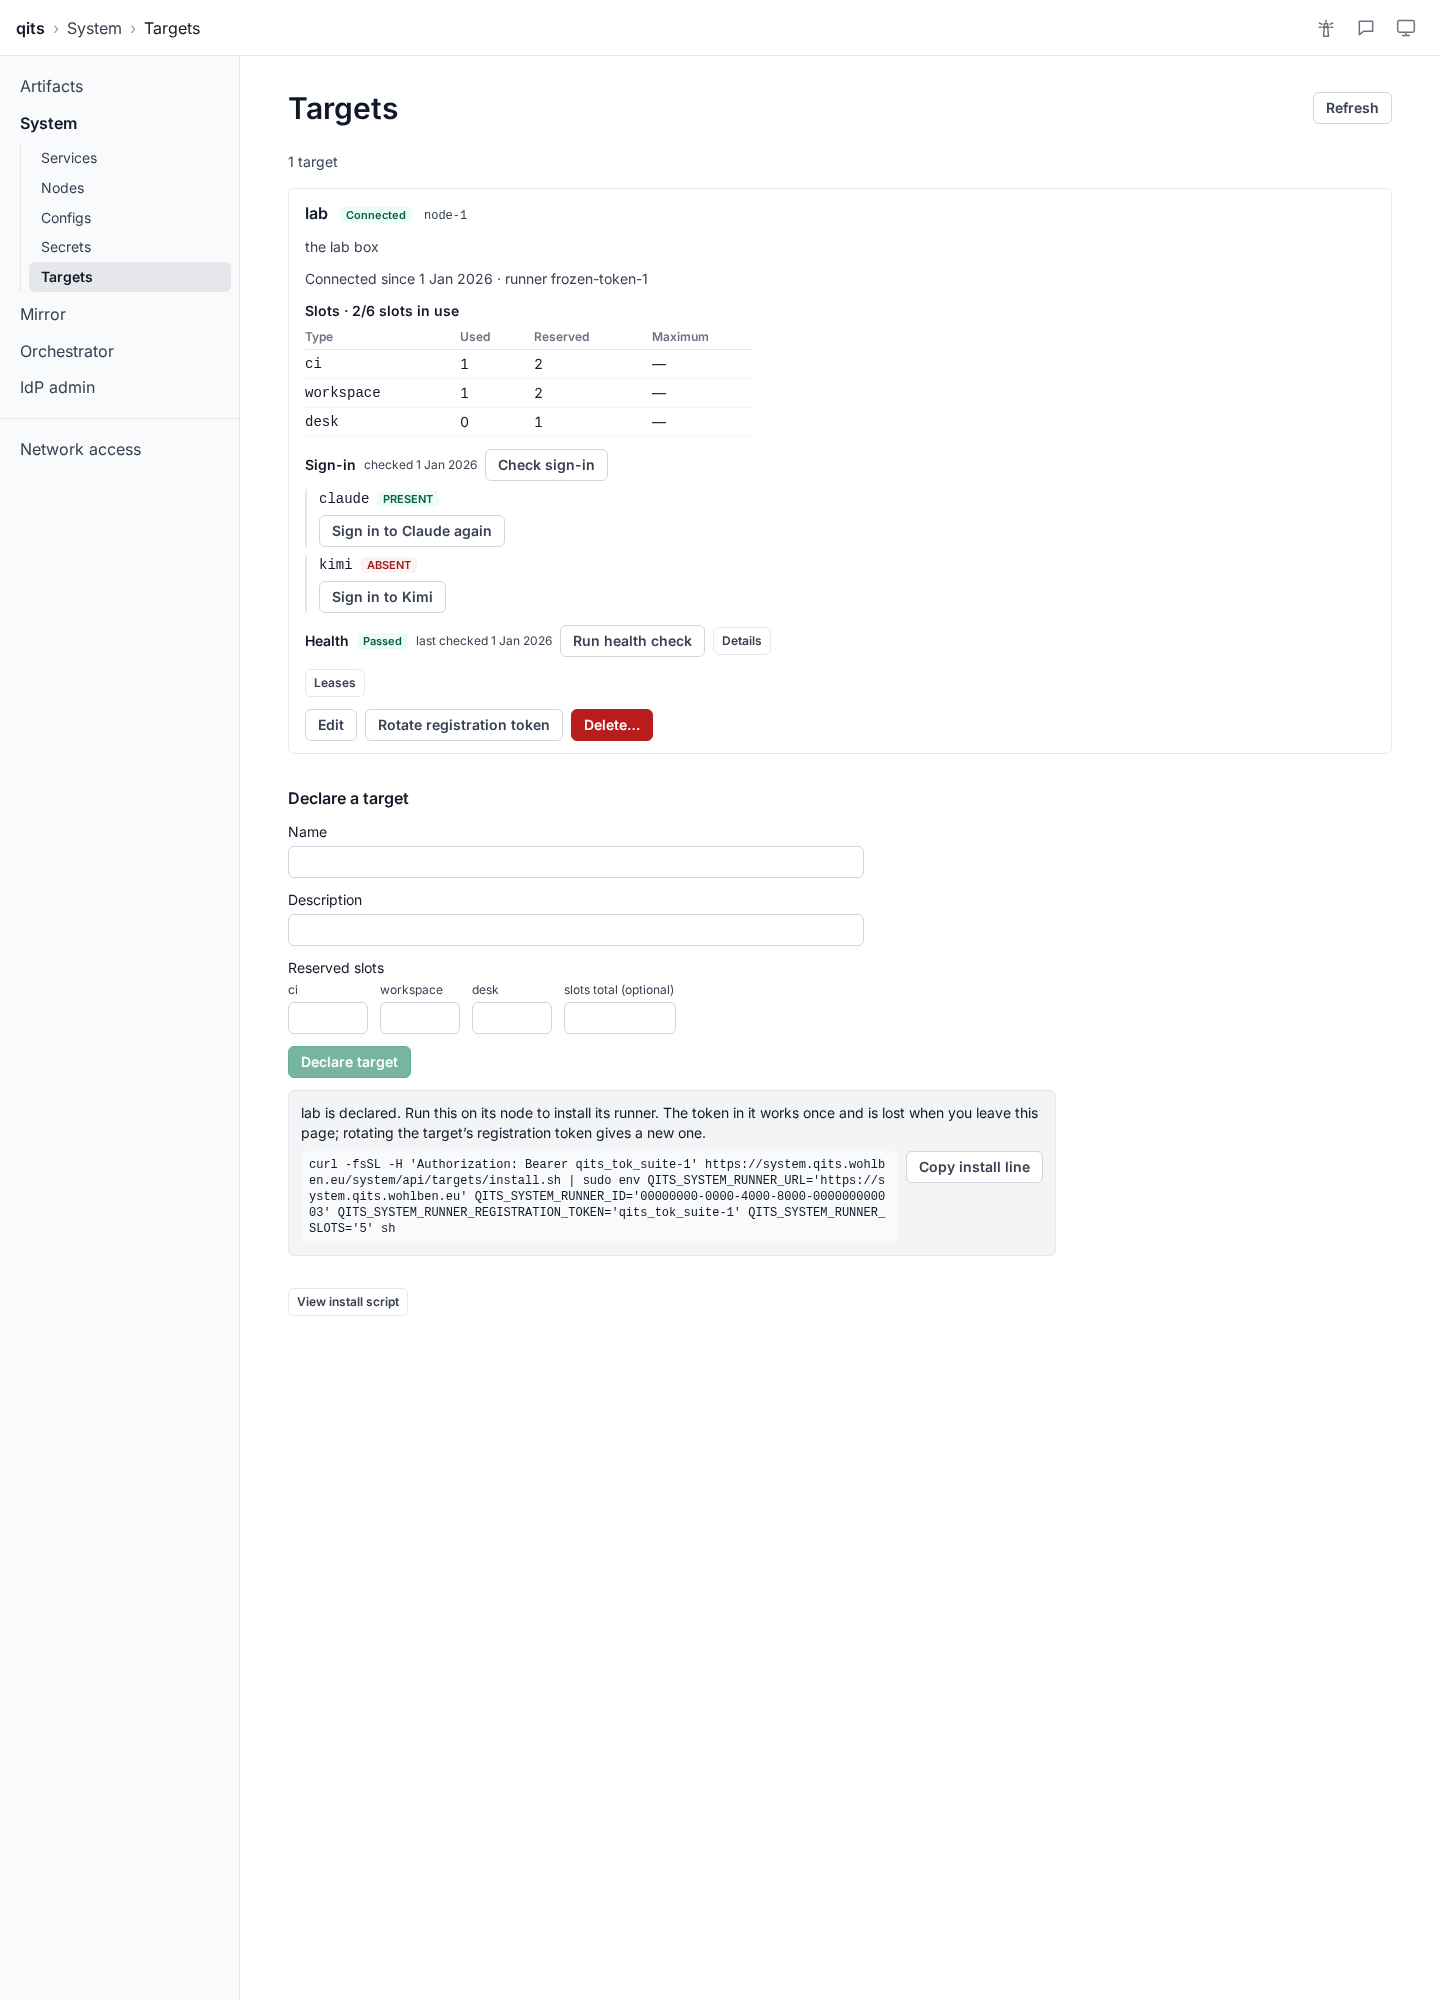 qits › System › Targets
Artifacts
System
Services
Nodes
Configs
Secrets
Targets
Mirror
Orchestrator
IdP admin
Network access
Targets
Refresh
1 target
lab Connected node-1
the lab box
Connected since 1 Jan 2026 · runner frozen-token-1
Slots · 2/6 slots in use
Type Used Reserved Maximum
ci 1 2 —
workspace 1 2 —
desk 0 1 —
Sign-in checked 1 Jan 2026 Check sign-in
claude PRESENT
Sign in to Claude again
kimi ABSENT
Sign in to Kimi
Health Passed last checked 1 Jan 2026 Run health check Details
Leases
Edit Rotate registration token Delete…
Declare a target
Name
Description
Reserved slots
ci workspace desk slots total (optional)
Declare target
lab is declared. Run this on its node to install its runner. The token in it works once and is lost when you leave this
page; rotating the target’s registration token gives a new one.
curl -fsSL -H 'Authorization: Bearer qits_tok_suite-1' https://system.qits.wohlb
en.eu/system/api/targets/install.sh | sudo env QITS_SYSTEM_RUNNER_URL='https://s
ystem.qits.wohlben.eu' QITS_SYSTEM_RUNNER_ID='00000000-0000-4000-8000-0000000000
03' QITS_SYSTEM_RUNNER_REGISTRATION_TOKEN='qits_tok_suite-1' QITS_SYSTEM_RUNNER_
SLOTS='5' sh
Copy install line
View install script